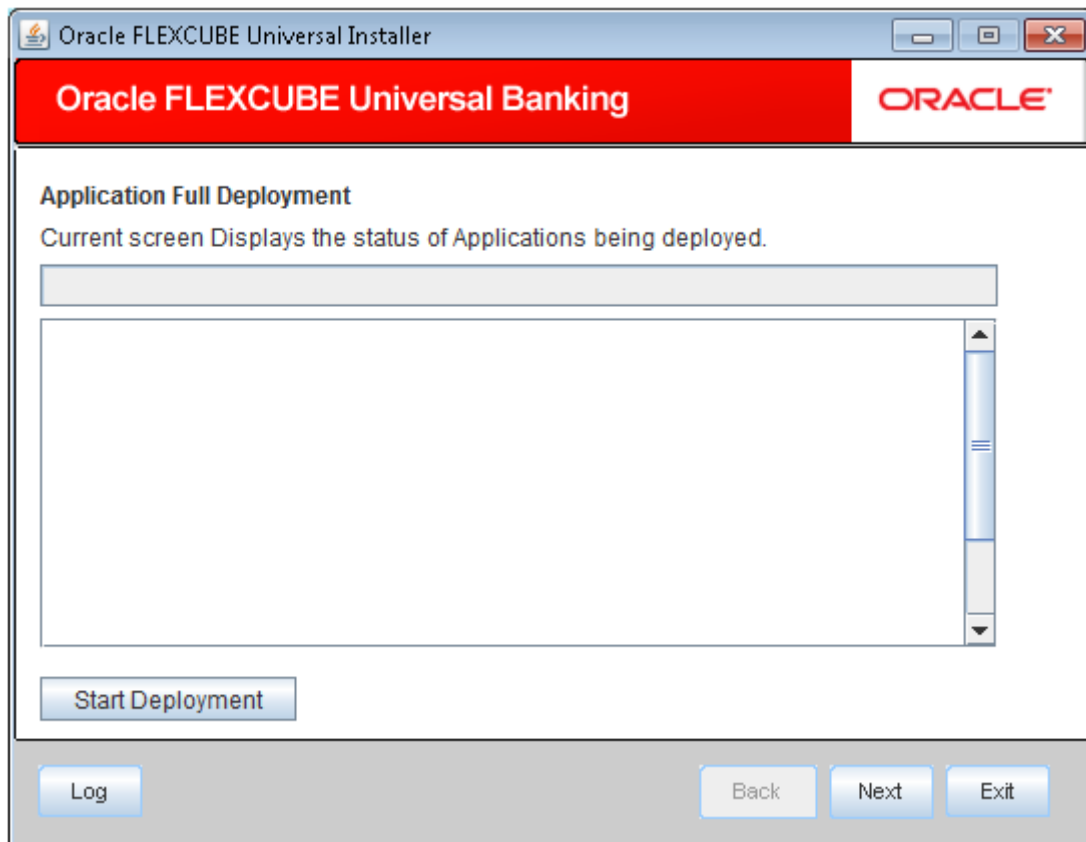 Oracle FLEXCUBE Universal Installer
Oracle FLEXCUBE Universal Banking
ORACLE
Application Full Deployment
Current screen Displays the status of Applications being deployed.
Start Deployment
Log
Back
Next
Exit